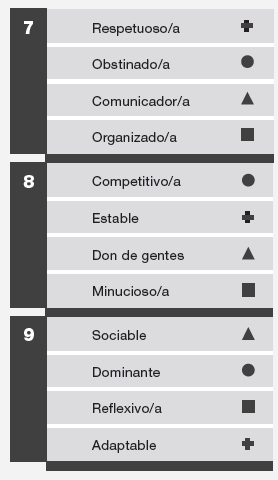 7
Respetuoso/a
Obstinado/a
Comunicador/a
Organizado/a
8
Competitivo/a
Estable
Don de gentes
Minucioso/a
9
Sociable
Dominante
Reflexivo/a
Adaptable